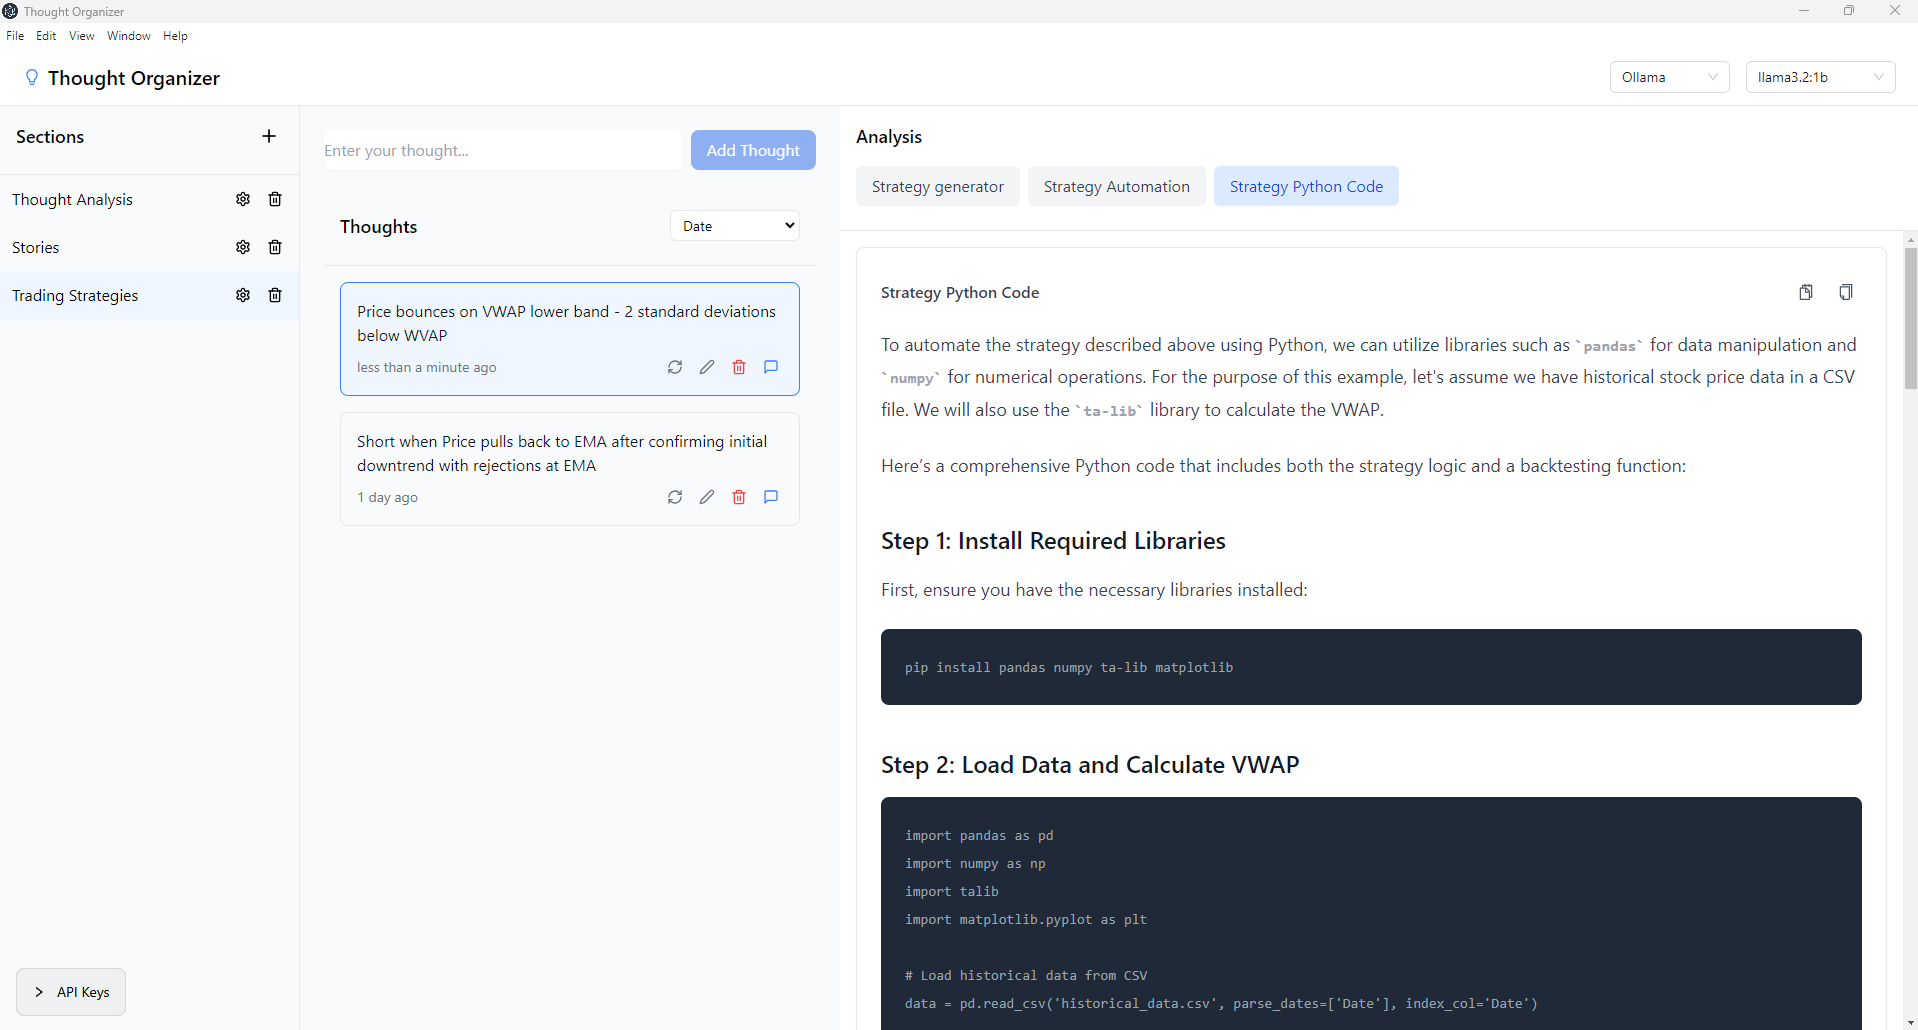 Thought Organizer
File Edit View Window Help
Thought Organizer
Ollama
llama3.2:1b
Sections
Thought Analysis
Stories
Trading Strategies
API Keys
Enter your thought...
Add Thought
Thoughts
Date
Price bounces on VWAP lower band - 2 standard deviations
below WVAP
less than a minute ago
Short when Price pulls back to EMA after confirming initial
downtrend with rejections at EMA
1 day ago
Analysis
Strategy generator
Strategy Automation
Strategy Python Code
Strategy Python Code
To automate the strategy described above using Python, we can utilize libraries such as `pandas` for data manipulation and
`numpy` for numerical operations. For the purpose of this example, let's assume we have historical stock price data in a CSV
file. We will also use the `ta-lib` library to calculate the VWAP.
Here's a comprehensive Python code that includes both the strategy logic and a backtesting function:
Step 1: Install Required Libraries
First, ensure you have the necessary libraries installed:
pip install pandas numpy ta-lib matplotlib
Step 2: Load Data and Calculate VWAP
import pandas as pd
import numpy as np
import talib
import matplotlib.pyplot as plt
# Load historical data from CSV
data = pd.read_csv('historical_data.csv', parse_dates=['Date'], index_col='Date')